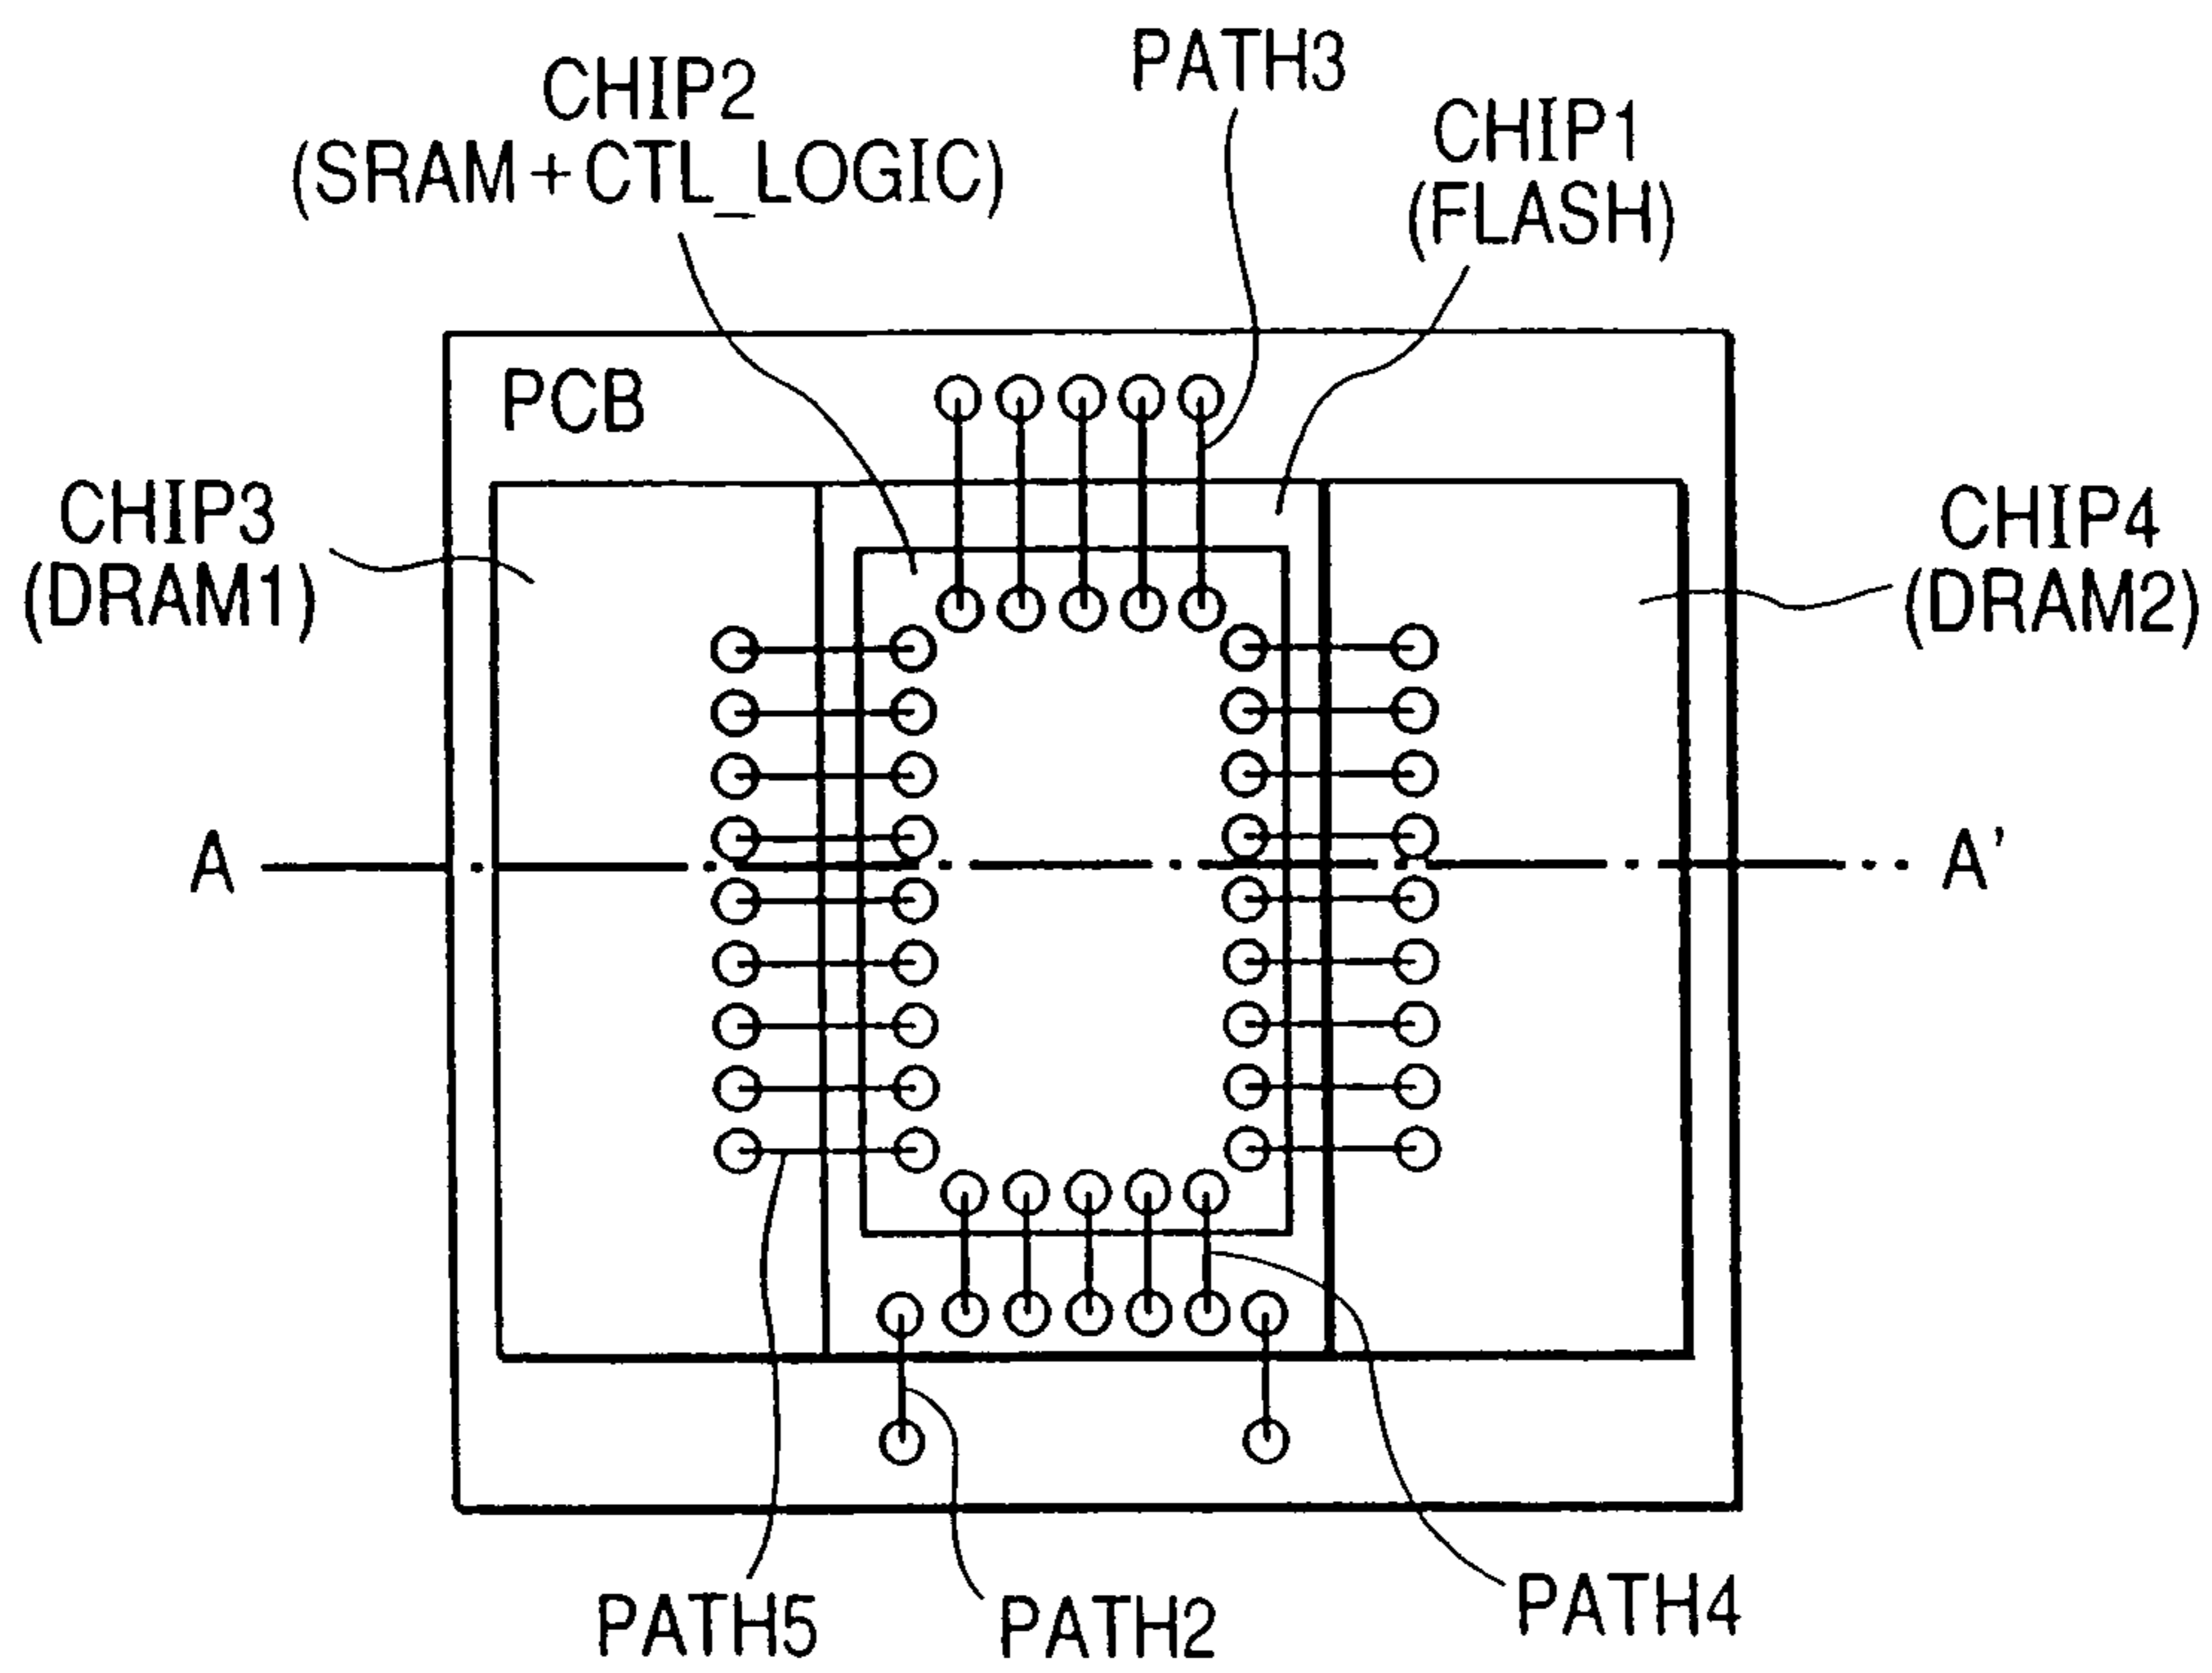 PATH3
CHIP2
(SRAM+CTL_LOGIC)
CHIP1
(FLASH)
PCB
CHIP3
(DRAM1)
CHIP4
(DRAM2)
A
A'
PATH5
PATH2
PATH4